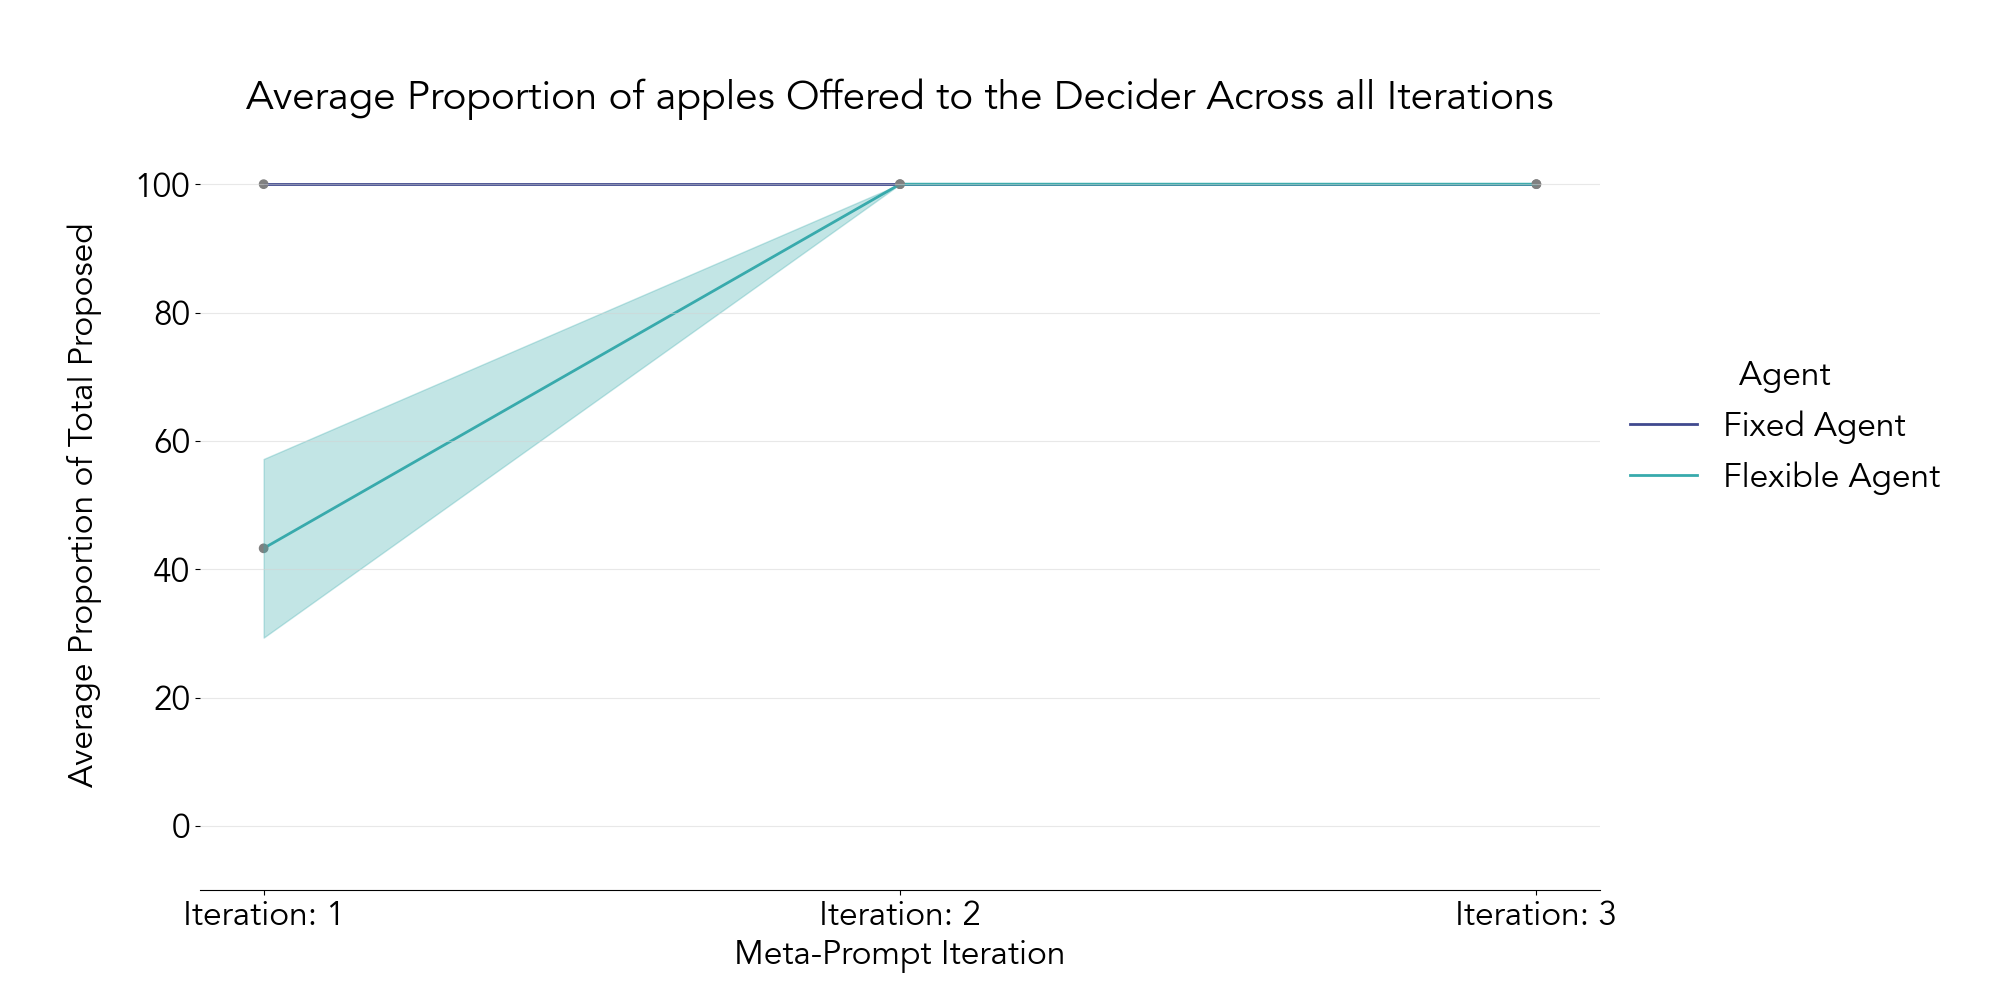 Average Proportion of apples Offered to the Decider Across all Iterations
Average Proportion of Total Proposed
100
80
60
40
20
0
Iteration: 1
Iteration: 2
Iteration: 3
Meta-Prompt Iteration
Agent
Fixed Agent
Flexible Agent